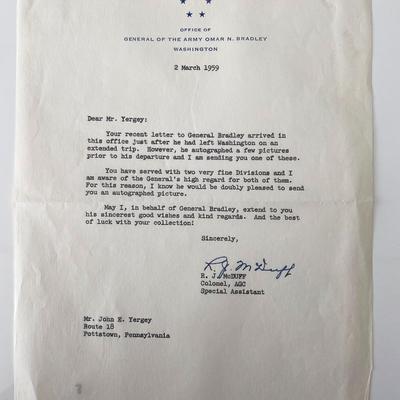 OFFICE OF
GENERAL OF THE ARMY OMAR N. BRADLEY
WASHINGTON
2 March 1959
Dear Mr. Yergey:
Your recent letter to General Bradley arrived in
this office just after he had left Washington on an
extended trip. However, he autographed a few pictures
prior to his departure and I am sending you one of these.
You have served with two very fine Divisions and I
am aware of the General's high regard for both of them.
For this reason, I know he would be doubly pleased to send
you an autographed picture.
May I, in behalf of General Bradley, extend to you
his sincerest good wishes and kind regards. And the best
of luck with your collection!
Sincerely,
R. J. McDuff
R. J. McDUFF
Colonel, AGC
Special Assistant
Mr. John E. Yergey
Route 18
Pottstown, Pennsylvania